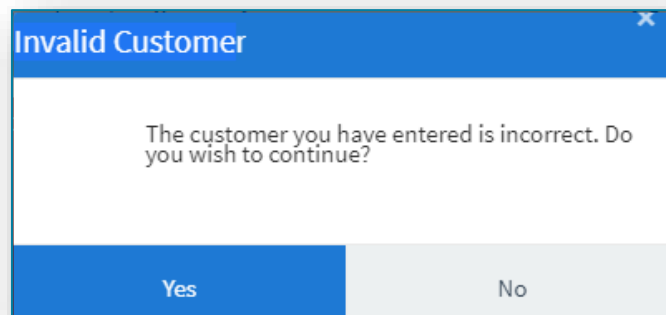 Invalid Customer
The customer you have entered is incorrect. Do
you wish to continue?
Yes
No